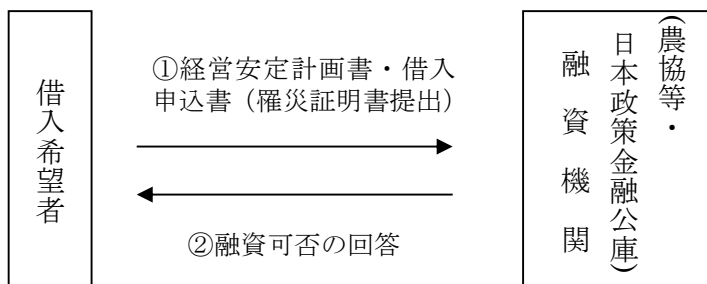 借入希望者
①経営安定計画書・借入
申込書（罹災証明書提出）
②融資可否の回答
(農協等・
日本政策金融公庫)
融資機関